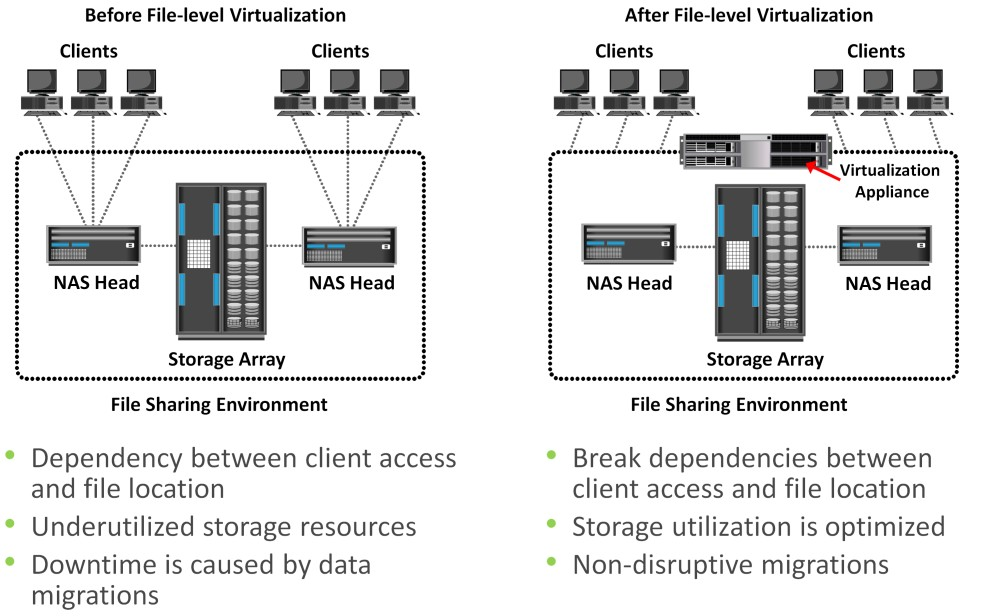 Before File-level Virtualization
Clients
Clients
NAS Head
NAS Head
Storage Array
File Sharing Environment
• Dependency between client access
and file location
• Underutilized storage resources
• Downtime is caused by data
migrations
After File-level Virtualization
Clients
Clients
Virtualization
Appliance
NAS Head
NAS Head
Storage Array
File Sharing Environment
• Break dependencies between
client access and file location
• Storage utilization is optimized
• Non-disruptive migrations